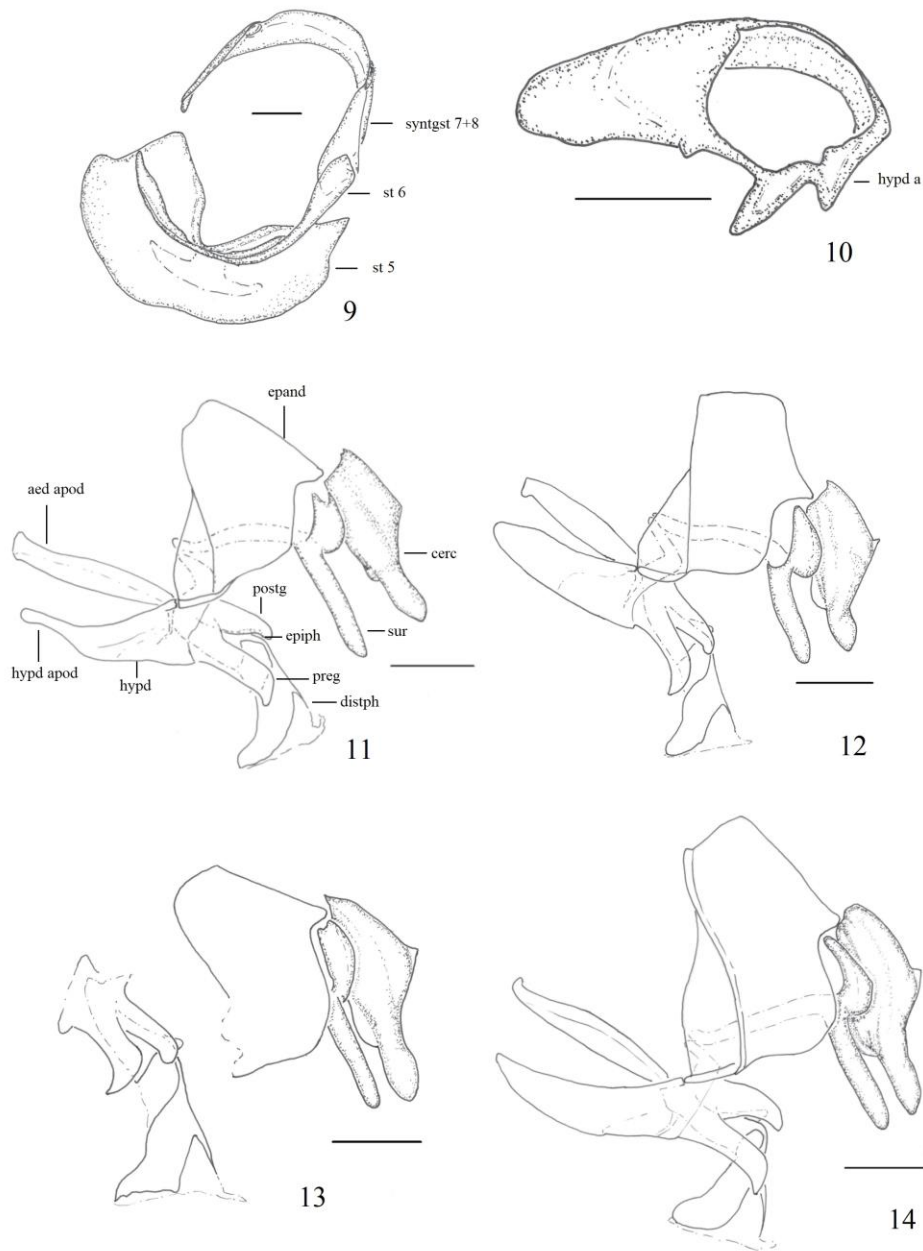 syntgst 7+8
st 6
st 5
9
hypd a
10
epand
aed apod
cerc
postg
epiph
sur
hypd apod
hypd
preg
distph
11
12
13
14